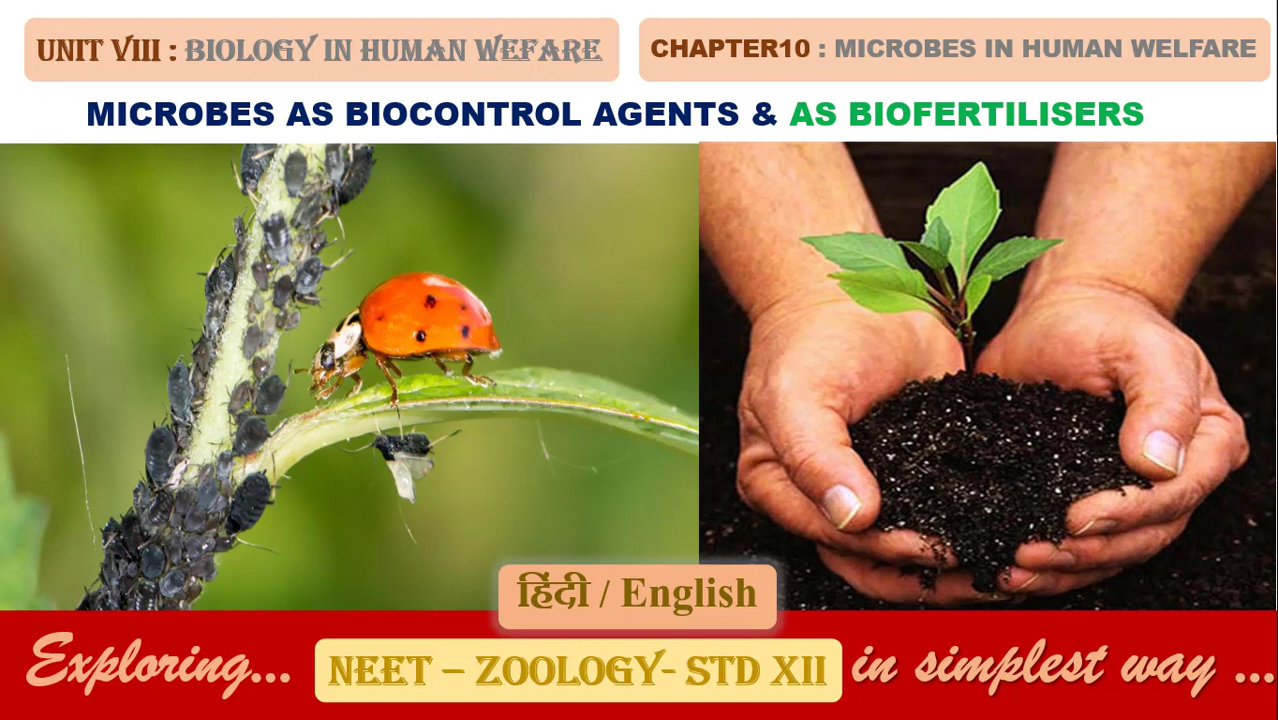 UNIT VIII : BIOLOGY IN HUMAN WEFARE
CHAPTER10 : MICROBES IN HUMAN WELFARE
MICROBES AS BIOCONTROL AGENTS & AS BIOFERTILISERS
हिंदी / English
Exploring... NEET – ZOOLOGY- STD XII in simplest way ...